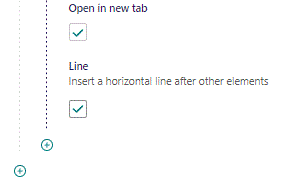 Open in new tab
Line
Insert a horizontal line after other elements